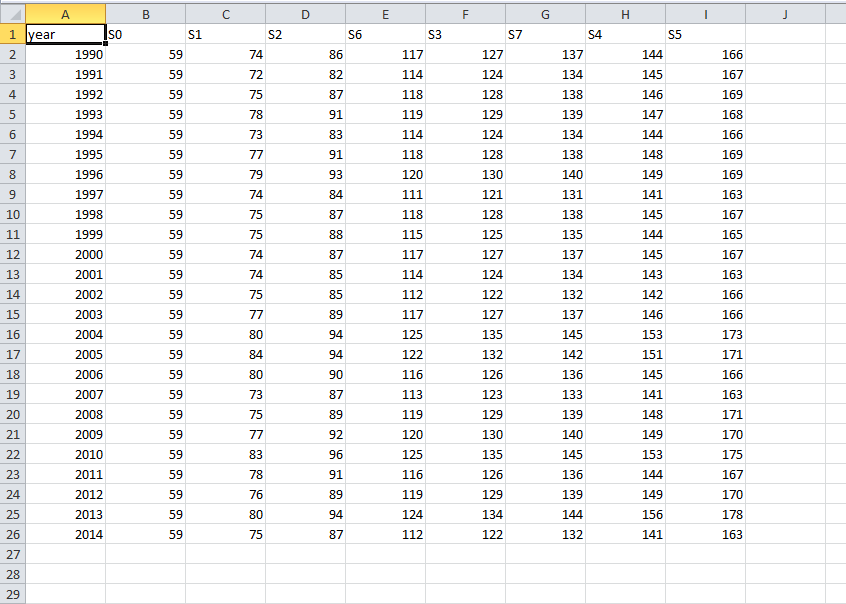 A B C D E F G H I J
1 year S0 S1 S2 S6 S3 S7 S4 S5
2 1990 59 74 86 117 127 137 144 166
3 1991 59 72 82 114 124 134 145 167
4 1992 59 75 87 118 128 138 146 169
5 1993 59 78 91 119 129 139 147 168
6 1994 59 73 83 114 124 134 144 166
7 1995 59 77 91 118 128 138 148 169
8 1996 59 79 93 120 130 140 149 169
9 1997 59 74 84 111 121 131 141 163
10 1998 59 75 87 118 128 138 145 167
11 1999 59 75 88 115 125 135 144 165
12 2000 59 74 87 117 127 137 145 167
13 2001 59 74 85 114 124 134 143 163
14 2002 59 75 85 112 122 132 142 166
15 2003 59 77 89 117 127 137 146 166
16 2004 59 80 94 125 135 145 153 173
17 2005 59 84 94 122 132 142 151 171
18 2006 59 80 90 116 126 136 145 166
19 2007 59 73 87 113 123 133 141 163
20 2008 59 75 89 119 129 139 148 171
21 2009 59 77 92 120 130 140 149 170
22 2010 59 83 96 125 135 145 153 175
23 2011 59 78 91 116 126 136 144 167
24 2012 59 76 89 119 129 139 149 170
25 2013 59 80 94 124 134 144 156 178
26 2014 59 75 87 112 122 132 141 163
27
28
29